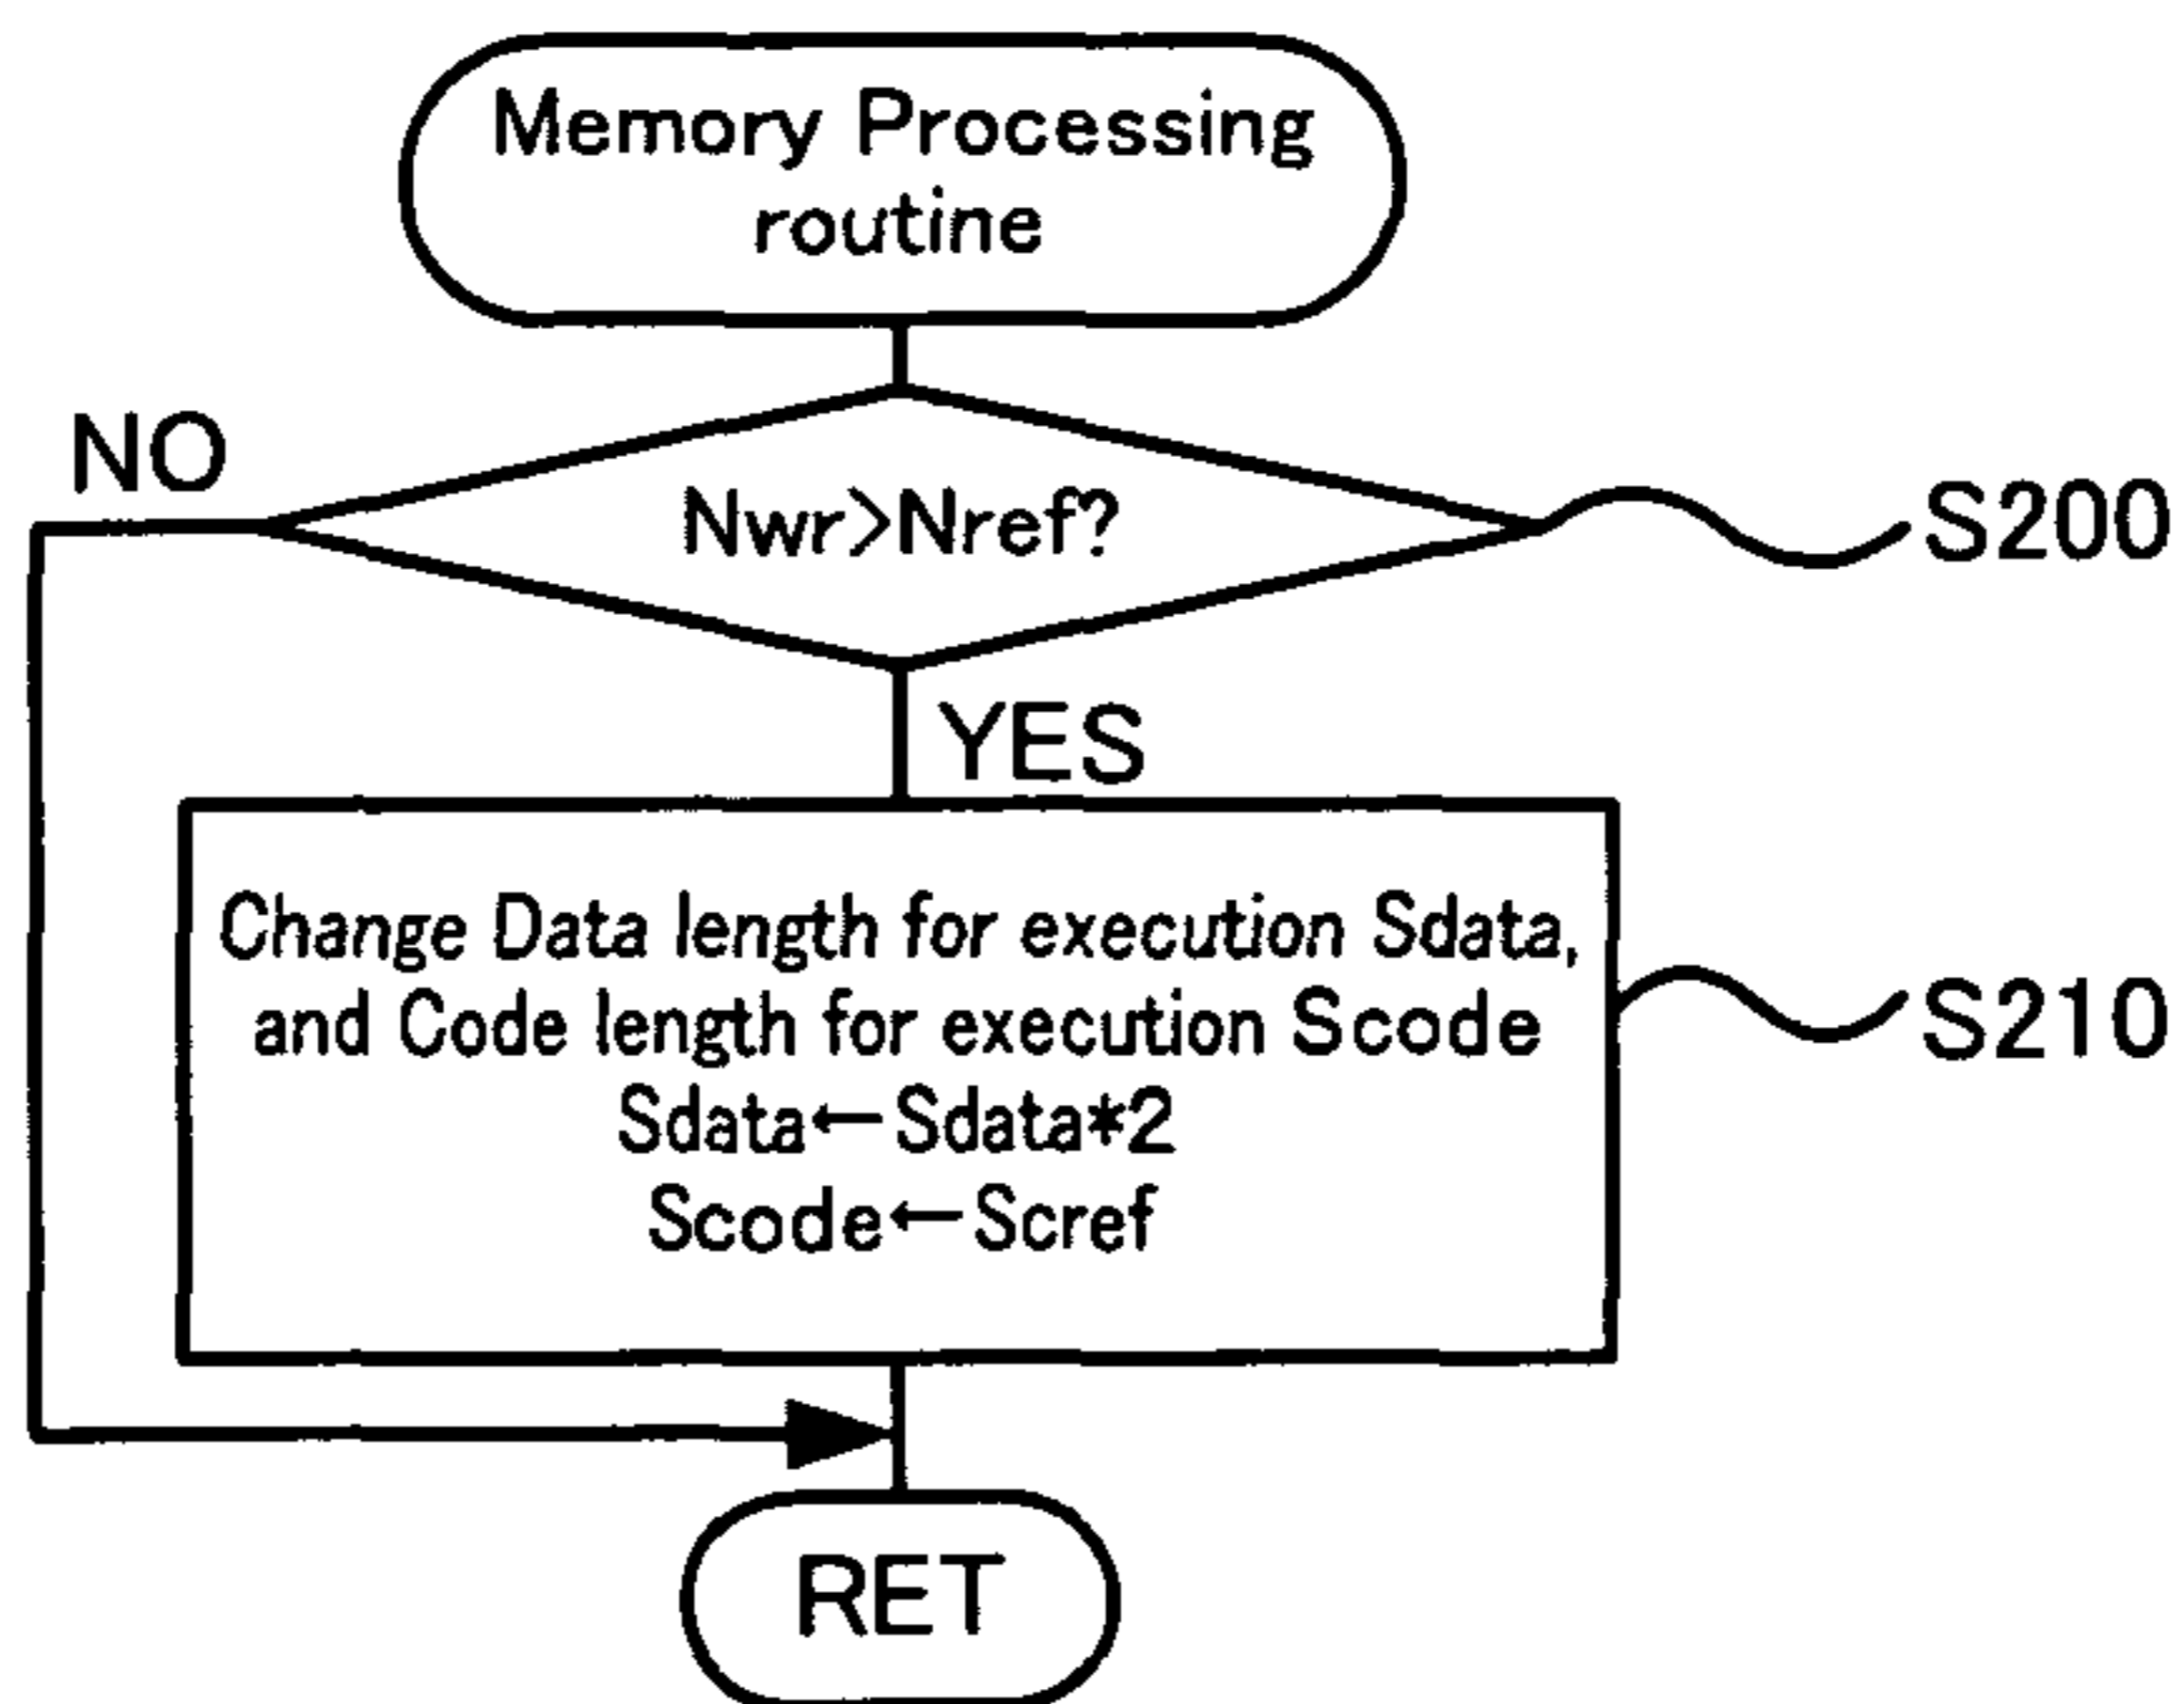 Memory Processing
routine
NO
Nwr>Nref?
S200
YES
Change Data length for execution Sdata,
and Code length for execution Scode
S210
Sdata←Sdata*2
Scode←Scref
RET